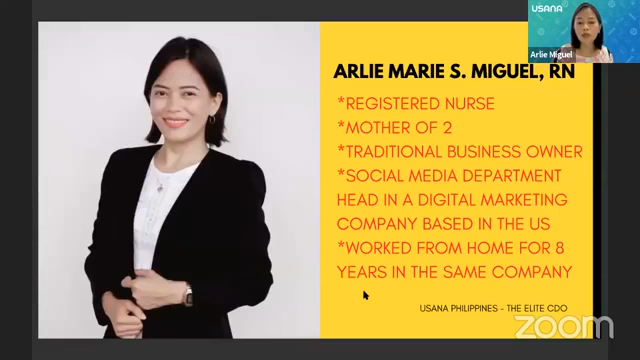 USANA
Arlie Miguel
ARLIE MARIE S. MIGUEL, RN
*REGISTERED NURSE
*MOTHER OF 2
*TRADITIONAL BUSINESS OWNER
*SOCIAL MEDIA DEPARTMENT
HEAD IN A DIGITAL MARKETING
COMPANY BASED IN THE US
*WORKED FROM HOME FOR 8
YEARS IN THE SAME COMPANY
USANA PHILIPPINES - THE ELITE CDO
zoom